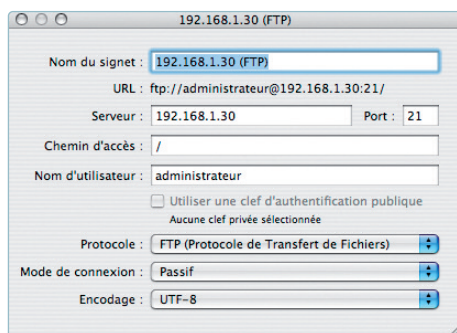 192.168.1.30 (FTP)
Nom du signet : 192.168.1.30 (FTP)
URL : ftp://administrateur@192.168.1.30:21/
Serveur : 192.168.1.30 Port : 21
Chemin d'accès : /
Nom d'utilisateur : administrateur
Utiliser une clef d'authentification publique
Aucune clef privée sélectionnée
Protocole : FTP (Protocole de Transfert de Fichiers)
Mode de connexion : Passif
Encodage : UTF-8